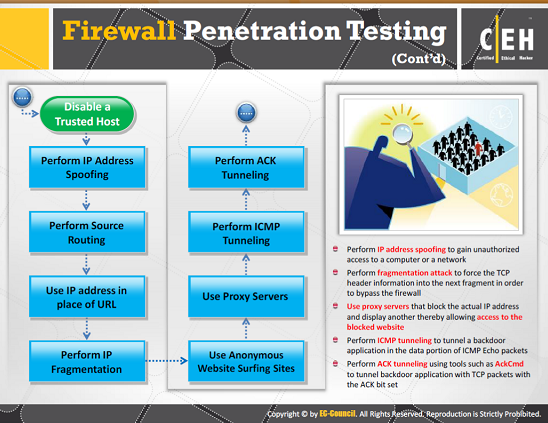 Firewall Penetration Testing
(Cont'd)
C|EH
Certified Ethical Hacker
Disable a
Trusted Host
Perform IP Address
Spoofing
Perform Source
Routing
Use IP address in
place of URL
Perform IP
Fragmentation
Perform ACK
Tunneling
Perform ICMP
Tunneling
Use Proxy Servers
Use Anonymous
Website Surfing Sites
Perform IP address spoofing to gain unauthorized
access to a computer or a network
Perform fragmentation attack to force the TCP
header information into the next fragment in order
to bypass the firewall
Use proxy servers that block the actual IP address
and display another thereby allowing access to the
blocked website
Perform ICMP tunneling to tunnel a backdoor
application in the data portion of ICMP Echo packets
Perform ACK tunneling using tools such as AckCmd
to tunnel backdoor application with TCP packets with
the ACK bit set
Copyright © by EC-Council. All Rights Reserved. Reproduction is Strictly Prohibited.